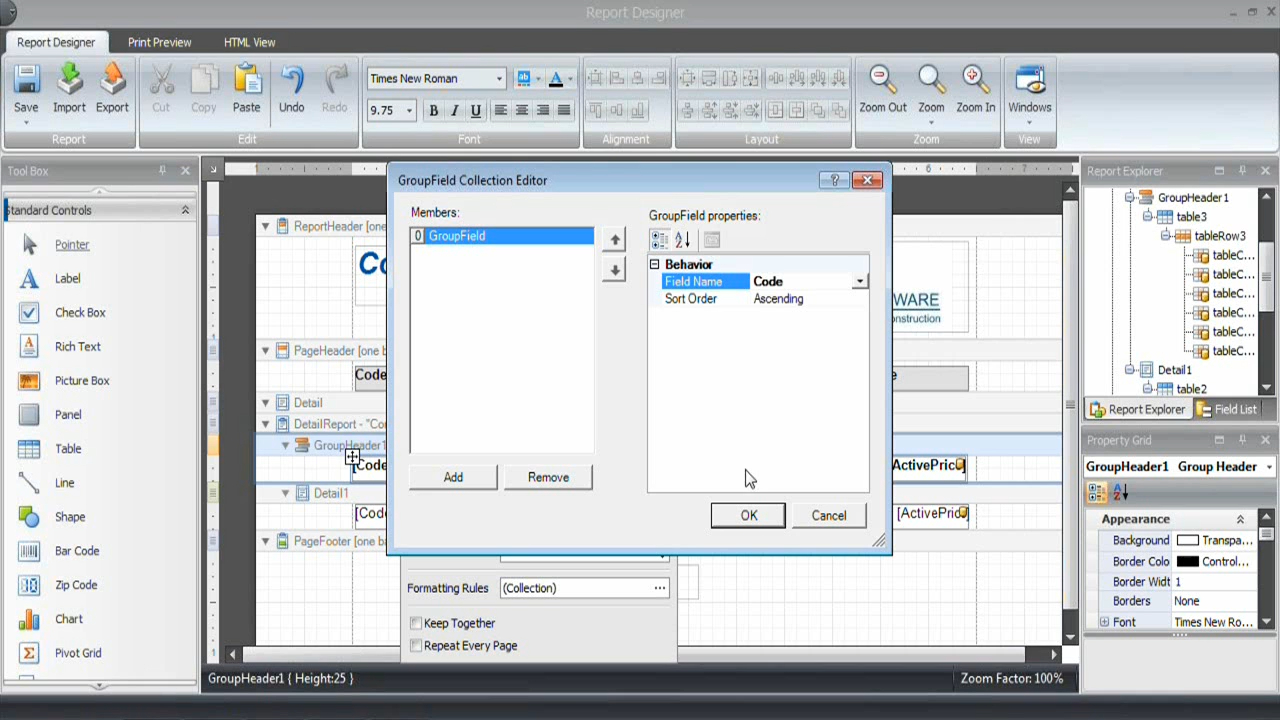 Report Designer
Report Designer
Print Preview
HTML View
Save
Import
Export
Cut
Copy
Paste
Undo
Redo
Times New Roman
ab
A
9.75
B
I
U
Zoom Out
Zoom
Zoom In
Windows
Report
Edit
Font
Alignment
Layout
Zoom
View
Tool Box
Standard Controls
Pointer
Label
Check Box
Rich Text
Picture Box
Panel
Table
Line
Shape
Bar Code
Zip Code
Chart
Pivot Grid
ReportHeader [one
Co
WARE
onstruction
PageHeader [one b
Code
e
Detail
DetailReport - "Co
GroupHeader1
[Code
ActivePric
]
Detail1
[Cod
[ActivePric
]
PageFooter [one ba
GroupField Collection Editor
Members:
0 GroupField
Add
Remove
GroupField properties:
Behavior
Field Name Code
Sort Order Ascending
OK
Cancel
Formatting Rules (Collection) ...
Keep Together
Repeat Every Page
Report Explorer
GroupHeader1
table3
tableRow3
tableC...
tableC...
tableC...
tableC...
tableC...
tableC...
Detail1
table2
Report Explorer
Field List
Property Grid
GroupHeader1 Group Header
Appearance
Background Transpa...
Border Colo Control...
Border Widt 1
Borders None
Font Times New Ro...
GroupHeader1 { Height:25 }
Zoom Factor: 100%